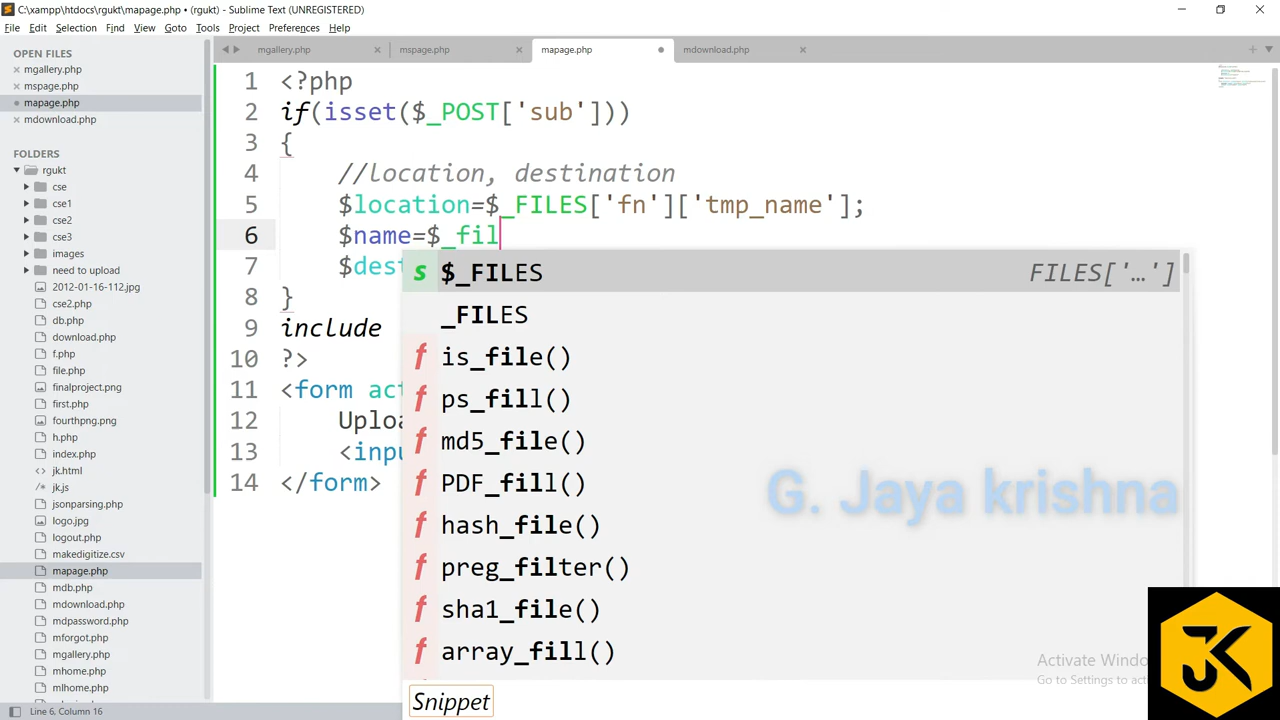 C:\xampp\htdocs\rgukt\mapage.php • (rgukt) - Sublime Text (UNREGISTERED)
File Edit Selection Find View Goto Tools Project Preferences Help
OPEN FILES
mgallery.php
mspage.php
mapage.php
mdownload.php
FOLDERS
rgukt
cse
cse1
cse2
cse3
images
need to upload
2012-01-16-112.jpg
cse2.php
db.php
download.php
f.php
file.php
finalproject.png
first.php
fourthpng.png
h.php
index.php
jk.html
jk.js
jsonparsing.php
logo.jpg
logout.php
makedigitize.csv
mapage.php
mdb.php
mdownload.php
mdpassword.php
mforgot.php
mgallery.php
mhome.php
mlhome.php
mgallery.php mspage.php mapage.php mdownload.php
1 <?php
2 if(isset($_POST['sub']))
3 {
4 //location, destination
5 $location=$_FILES['fn']['tmp_name'];
6 $name=$_fil
7 $dest
8 }
9 include
10 ?>
11 <form act
12 Uploa
13 <inpu
14 </form>
s $_FILES FILES['…']
_FILES
f is_file()
f ps_fill()
f md5_file()
f PDF_fill()
f hash_file()
f preg_filter()
f sha1_file()
f array_fill()
Snippet
G. Jaya krishna
JK
Activate Windo
Go to Settings to act
Line 6, Column 16